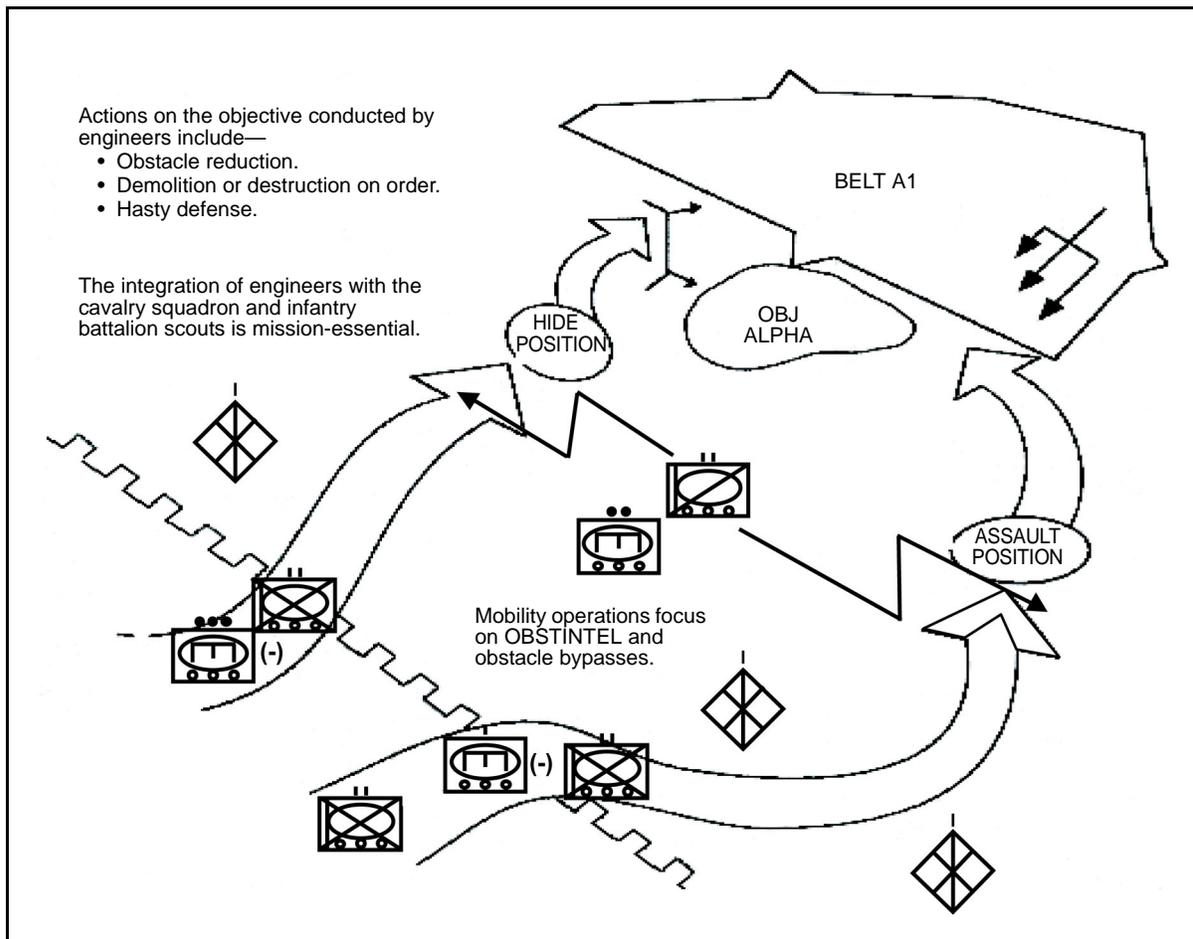 Actions on the objective conducted by
engineers include—
• Obstacle reduction.
• Demolition or destruction on order.
• Hasty defense.
The integration of engineers with the
cavalry squadron and infantry
battalion scouts is mission-essential.
BELT A1
OBJ
ALPHA
HIDE
POSITION
ASSAULT
POSITION
Mobility operations focus
on OBSTINTEL and
obstacle bypasses.
(-)
(-)